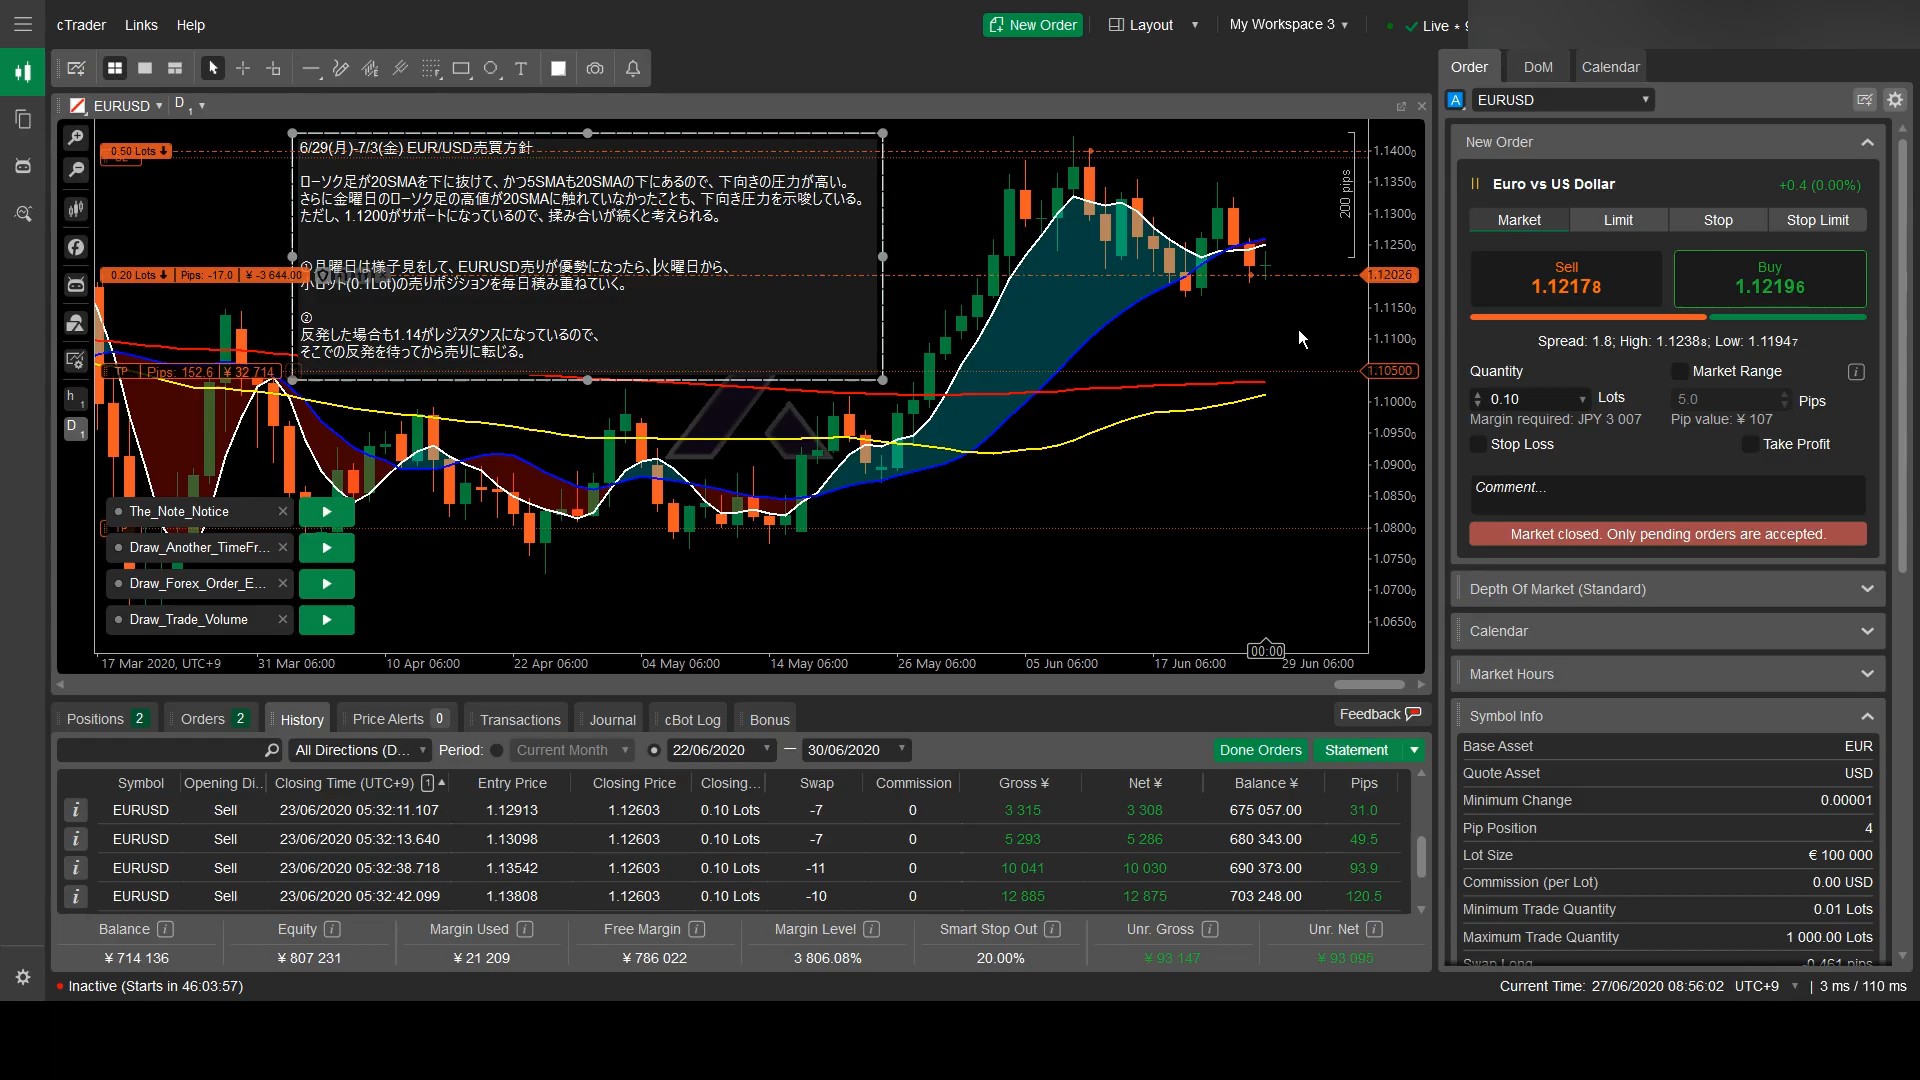 cTrader Links Help New Order Layout My Workspace 3 Live
Order DoM Calendar
EURUSD D 1
EURUSD
New Order
Euro vs US Dollar +0.4 (0.00%)
Market Limit Stop Stop Limit
Sell 1.12178
Buy 1.12196
Spread: 1.8; High: 1.12388; Low: 1.11947
Quantity Market Range
0.10 Lots 5.0 Pips
Margin required: JPY 3 007 Pip value: ¥ 107
Stop Loss Take Profit
Comment...
Market closed. Only pending orders are accepted.
Depth Of Market (Standard)
Calendar
Market Hours
Symbol Info
Base Asset EUR
Quote Asset USD
Minimum Change 0.00001
Pip Position 4
Lot Size € 100 000
Commission (per Lot) 0.00 USD
Minimum Trade Quantity 0.01 Lots
Maximum Trade Quantity 1 000.00 Lots
Swap Long -0.461 pips
0.50 Lots
6/29(月)-7/3(金) EUR/USD売買方針
ローソク足が20SMAを下に抜けて、かつ5SMAも20SMAの下にあるので、下向きの圧力が高い。
さらに金曜日のローソク足の高値が20SMAに触れていなかったことも、下向き圧力を示唆している。
ただし、1.1200がサポートになっているので、揉み合いが続くと考えられる。
①月曜日は様子見をして、EURUSD売りが優勢になったら、火曜日から、
小ロット(0.1Lot)の売りポジションを毎日積み重ねていく。
②
反発した場合も1.14がレジスタンスになっているので、
そこでの反発を待ってから売りに転じる。
0.20 Lots Pips: -17.0 ¥ -3 644.00
TP Pips: 152.6 ¥ 32 714
h 1
D 1
200 pips
1.14000
1.13500
1.13000
1.12500
1.12026
1.11500
1.11000
1.10500
1.10000
1.09500
1.09000
1.08500
1.08000
1.07500
1.07000
1.06500
The_Note_Notice
Draw_Another_TimeFr...
Draw_Forex_Order_E...
Draw_Trade_Volume
00:00
17 Mar 2020, UTC+9 31 Mar 06:00 10 Apr 06:00 22 Apr 06:00 04 May 06:00 14 May 06:00 26 May 06:00 05 Jun 06:00 17 Jun 06:00 29 Jun 06:00
Positions 2 Orders 2 History Price Alerts 0 Transactions Journal cBot Log Bonus Feedback
All Directions (D... Period: Current Month 22/06/2020 — 30/06/2020 Done Orders Statement
Symbol Opening Di.. Closing Time (UTC+9) 1 Entry Price Closing Price Closing... Swap Commission Gross ¥ Net ¥ Balance ¥ Pips
EURUSD Sell 23/06/2020 05:32:11.107 1.12913 1.12603 0.10 Lots -7 0 3 315 3 308 675 057.00 31.0
EURUSD Sell 23/06/2020 05:32:13.640 1.13098 1.12603 0.10 Lots -7 0 5 293 5 286 680 343.00 49.5
EURUSD Sell 23/06/2020 05:32:38.718 1.13542 1.12603 0.10 Lots -11 0 10 041 10 030 690 373.00 93.9
EURUSD Sell 23/06/2020 05:32:42.099 1.13808 1.12603 0.10 Lots -10 0 12 885 12 875 703 248.00 120.5
Balance Equity Margin Used Free Margin Margin Level Smart Stop Out Unr. Gross Unr. Net
¥ 714 136 ¥ 807 231 ¥ 21 209 ¥ 786 022 3 806.08% 20.00% ¥ 93 147 ¥ 93 095
Inactive (Starts in 46:03:57)
Current Time: 27/06/2020 08:56:02 UTC+9 | 3 ms / 110 ms